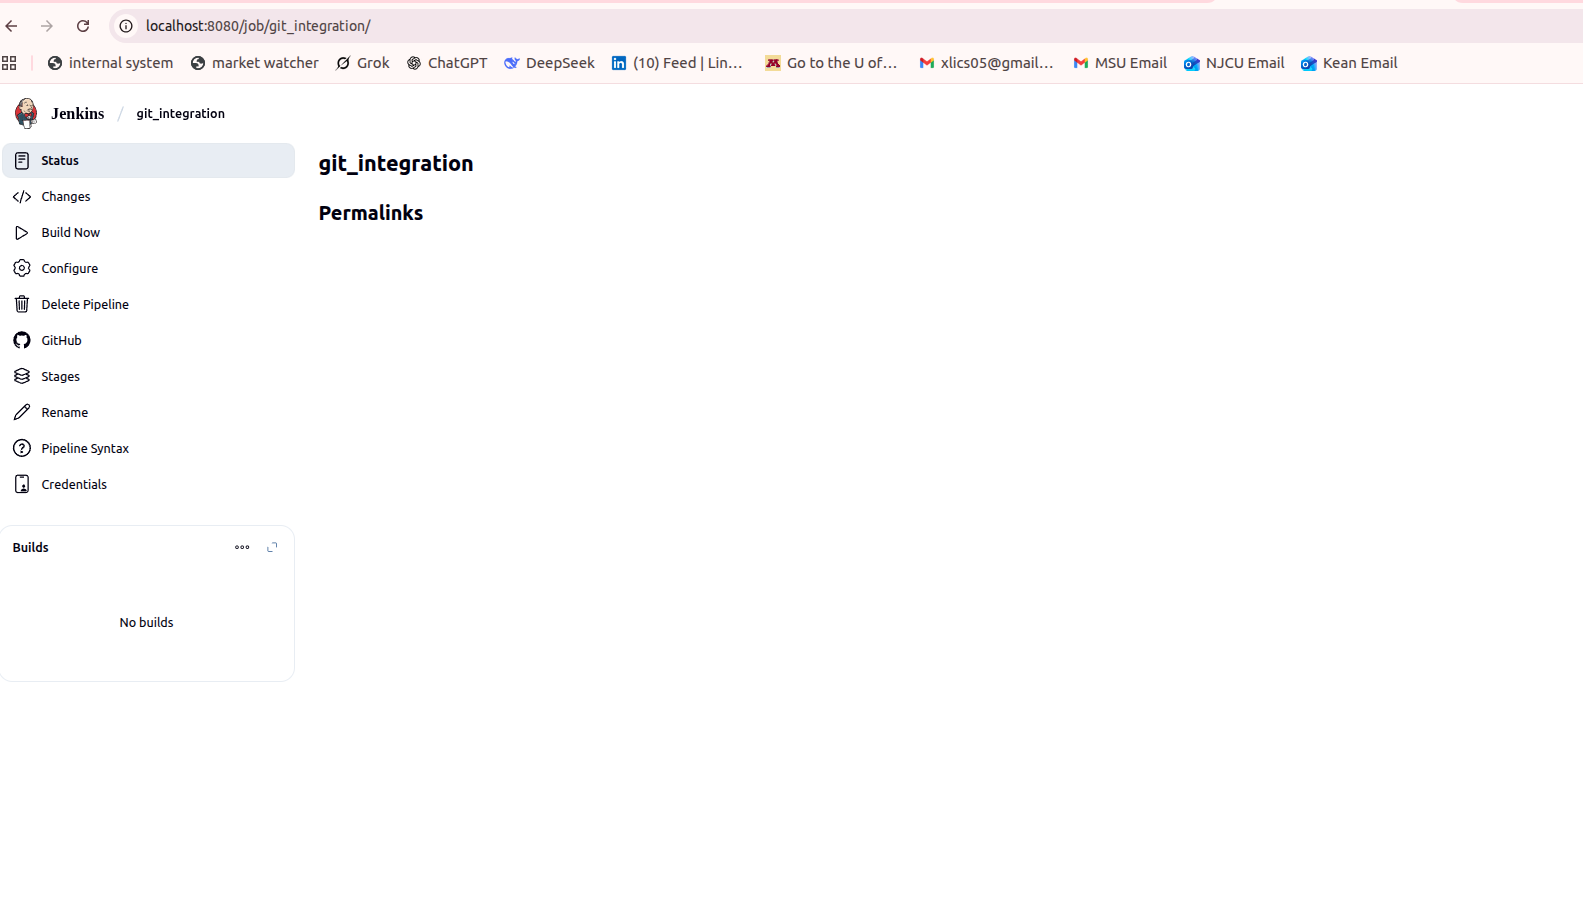 localhost:8080/job/git_integration/
internal system market watcher Grok ChatGPT DeepSeek (10) Feed | Lin... Go to the U of... xlics05@gmail... MSU Email NJCU Email Kean Email
Jenkins / git_integration
Status
Changes
Build Now
Configure
Delete Pipeline
GitHub
Stages
Rename
Pipeline Syntax
Credentials
Builds
No builds
git_integration
Permalinks